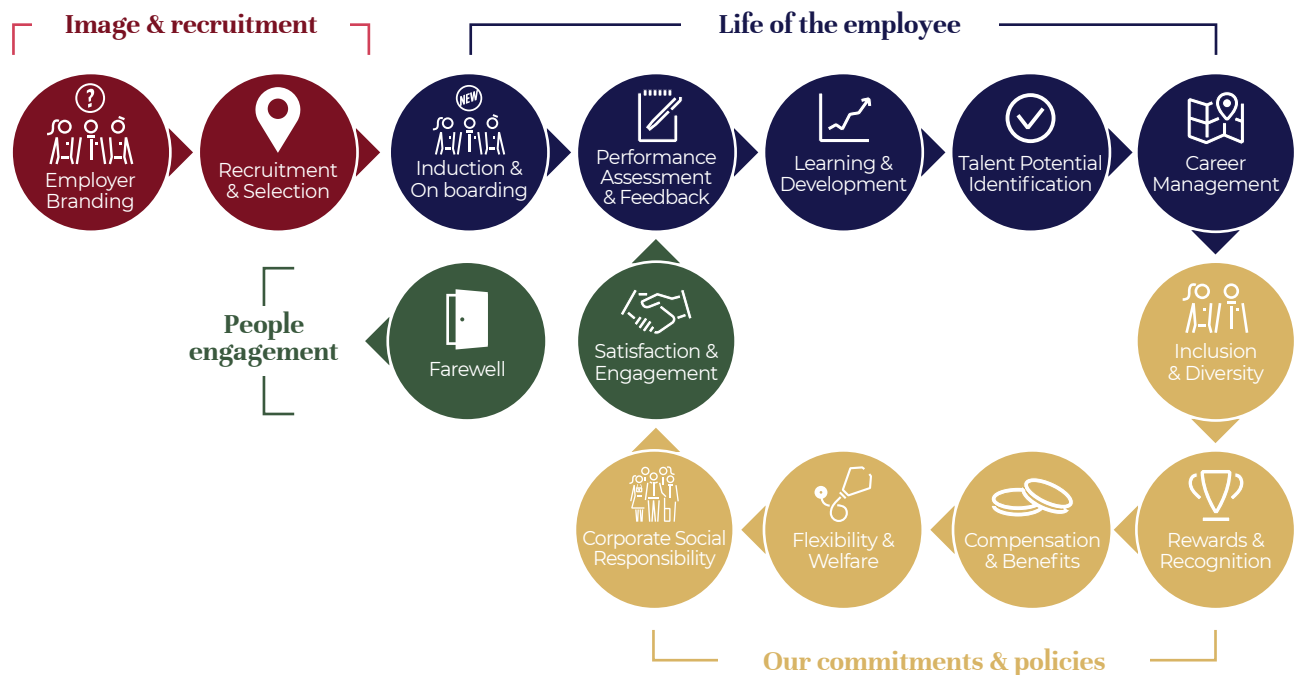 Image & recruitment
Life of the employee
?
Employer
Branding
Recruitment
& Selection
NEW
Induction &
On boarding
Performance
Assessment
& Feedback
Learning &
Development
Talent Potential
Identification
Career
Management
People
engagement
Farewell
Satisfaction &
Engagement
Inclusion
& Diversity
Corporate Social
Responsibility
Flexibility &
Welfare
Compensation
& Benefits
Rewards &
Recognition
Our commitments & policies